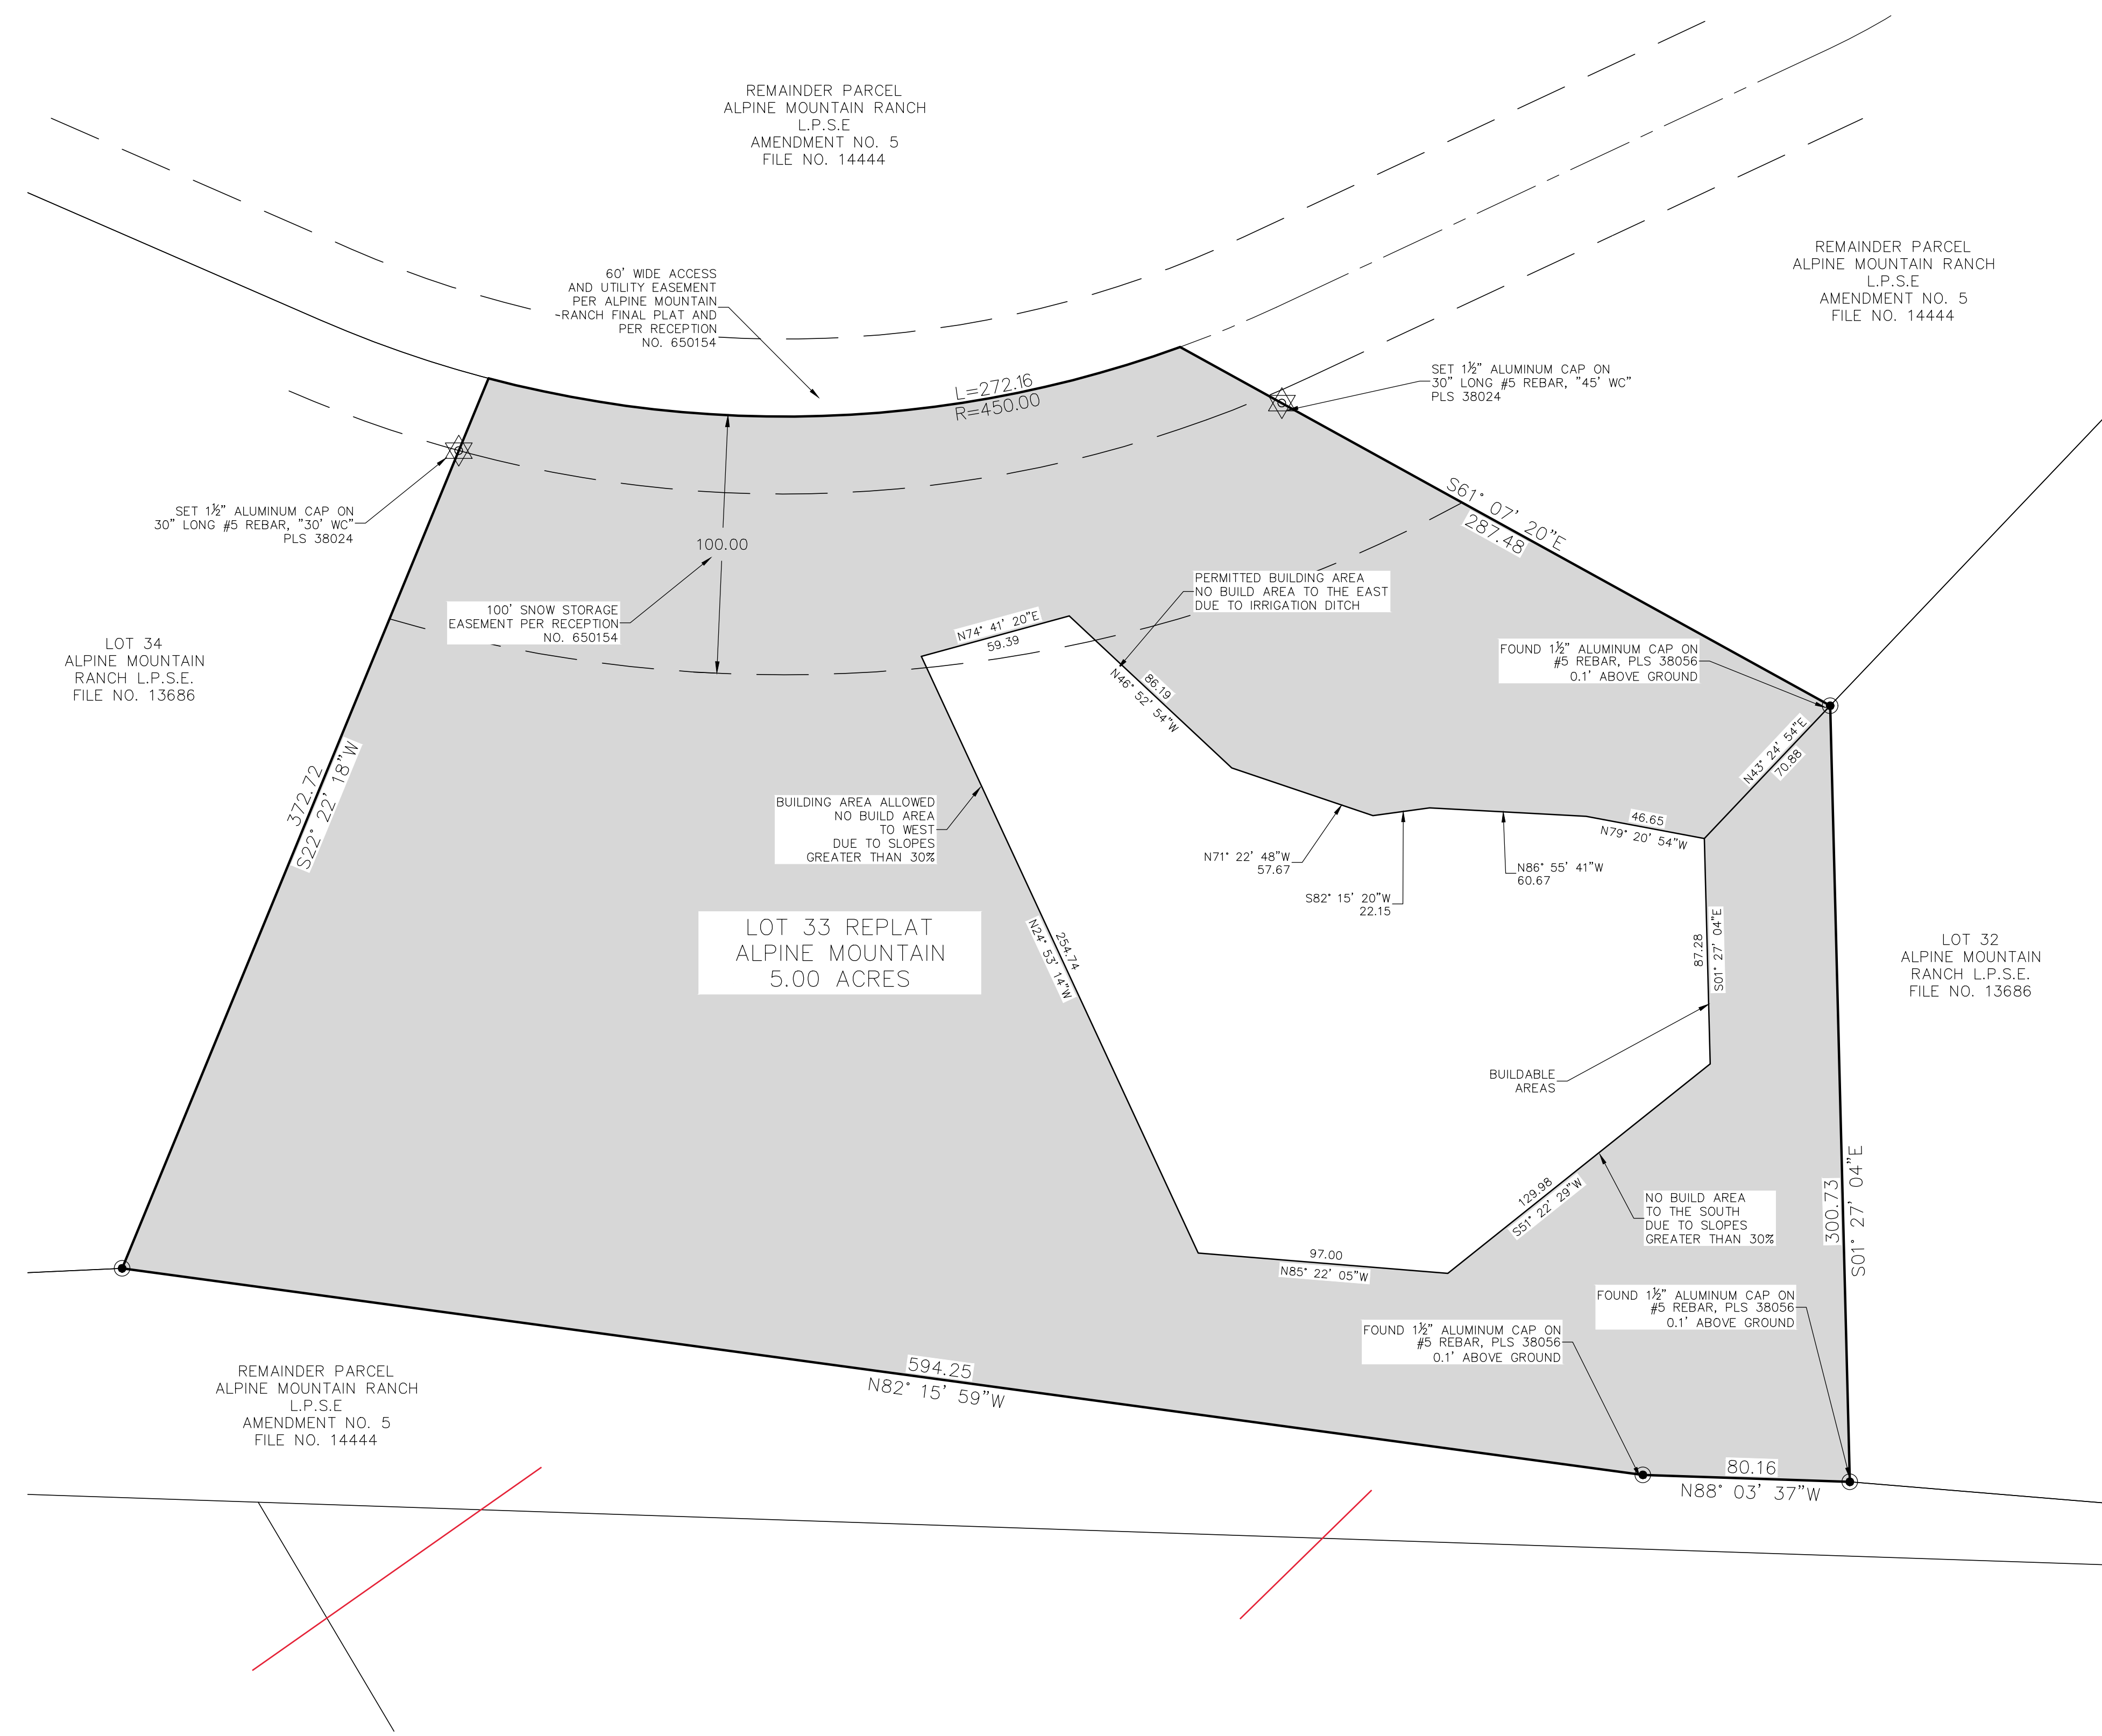 REMAINDER PARCEL
ALPINE MOUNTAIN RANCH
L.P.S.E
AMENDMENT NO. 5
FILE NO. 14444
REMAINDER PARCEL
ALPINE MOUNTAIN RANCH
L.P.S.E
AMENDMENT NO. 5
FILE NO. 14444
60' WIDE ACCESS
AND UTILITY EASEMENT
PER ALPINE MOUNTAIN
~RANCH FINAL PLAT AND
PER RECEPTION
NO. 650154
L=272.16
R=450.00
SET 1½" ALUMINUM CAP ON
30" LONG #5 REBAR, "45' WC"
PLS 38024
SET 1½" ALUMINUM CAP ON
30" LONG #5 REBAR, "30' WC"
PLS 38024
100.00
S61° 07' 20"E
287.48
PERMITTED BUILDING AREA
NO BUILD AREA TO THE EAST
DUE TO IRRIGATION DITCH
100' SNOW STORAGE
EASEMENT PER RECEPTION
NO. 650154
N74° 41' 20"E
59.39
86.19
N46° 52' 54"W
FOUND 1½" ALUMINUM CAP ON
#5 REBAR, PLS 38056
0.1' ABOVE GROUND
LOT 34
ALPINE MOUNTAIN
RANCH L.P.S.E.
FILE NO. 13686
372.72
S22° 22' 18"W
N43° 24' 54"E
70.88
BUILDING AREA ALLOWED
NO BUILD AREA
TO WEST
DUE TO SLOPES
GREATER THAN 30%
46.65
N79° 20' 54"W
N71° 22' 48"W
57.67
N86° 55' 41"W
60.67
S82° 15' 20"W
22.15
LOT 33 REPLAT
ALPINE MOUNTAIN
5.00 ACRES
254.74
N24° 53' 14"W
87.28
S01° 27' 04"E
LOT 32
ALPINE MOUNTAIN
RANCH L.P.S.E.
FILE NO. 13686
BUILDABLE
AREAS
129.98
S51° 22' 29"W
NO BUILD AREA
TO THE SOUTH
DUE TO SLOPES
GREATER THAN 30%
300.73
S01° 27' 04"E
97.00
N85° 22' 05"W
FOUND 1½" ALUMINUM CAP ON
#5 REBAR, PLS 38056
0.1' ABOVE GROUND
FOUND 1½" ALUMINUM CAP ON
#5 REBAR, PLS 38056
0.1' ABOVE GROUND
594.25
N82° 15' 59"W
REMAINDER PARCEL
ALPINE MOUNTAIN RANCH
L.P.S.E
AMENDMENT NO. 5
FILE NO. 14444
80.16
N88° 03' 37"W